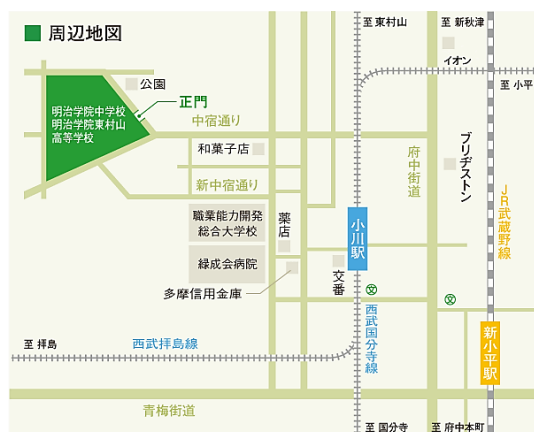 周辺地図
至 東村山
至 新秋津
イオン
至 小平
公園
正門
明治学院中学校
明治学院東村山
高等学校
中宿通り
和菓子店
府中街道
ブリヂストン
新中宿通り
JR武蔵野線
職業能力開発
総合大学校
薬店
小川駅
緑成会病院
交番
多摩信用金庫
文
文
至 拝島
西武拝島線
西武国分寺線
新小平駅
青梅街道
至 国分寺
至 府中本町